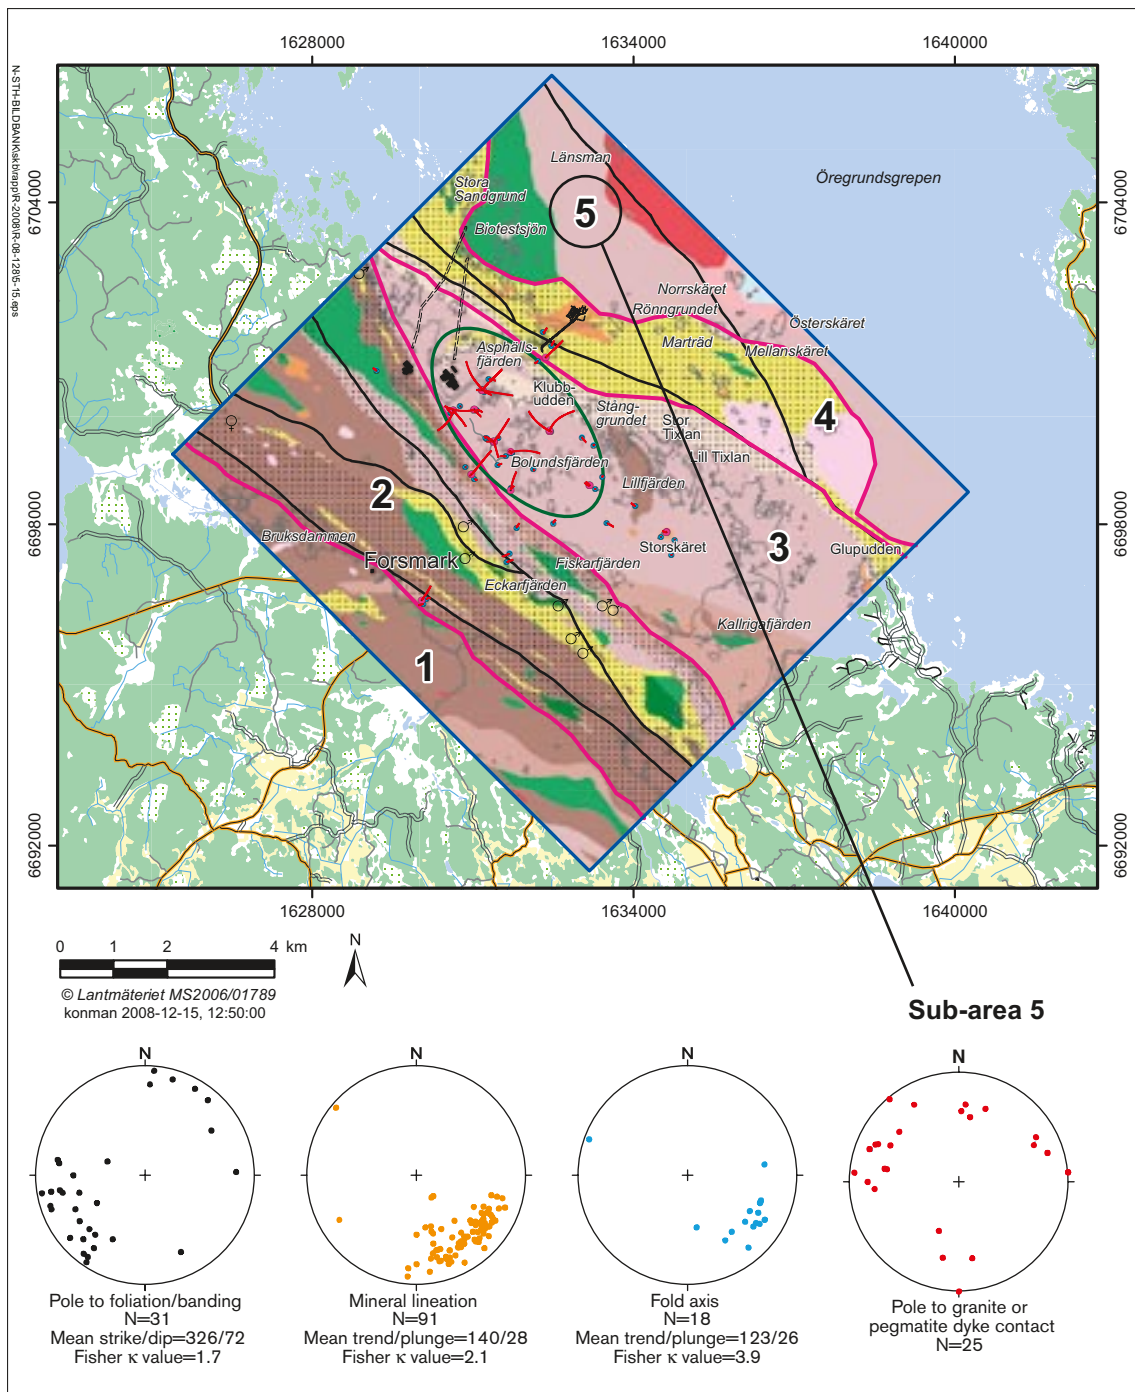 1628000
1634000
1640000
N-STH-BILDBANK\skb\rapp\R-2008\R-08-128\5-15.eps
6704000
6704000
Länsman
Öregrundsgrepen
Stora
Sandgrund
5
Biotestsjön
Norrskäret
Rönngrundet
Österskäret
Marträd
Mellanskäret
Asphälls-
fjärden
Klubb-
udden
Stång-
grundet
Stor
Tixlan
4
Lill Tixlan
Bolundsfjärden
Lillfjärden
2
6698000
6698000
Bruksdammen
Storskäret
3
Glupudden
Forsmark
Fiskarfjärden
Eckarfjärden
Kallrigafjärden
1
6692000
6692000
1628000
1634000
1640000
0 1 2 4 km
N
© Lantmäteriet MS2006/01789
konman 2008-12-15, 12:50:00
Sub-area 5
N
N
N
N
Pole to foliation/banding
N=31
Mean strike/dip=326/72
Fisher κ value=1.7
Mineral lineation
N=91
Mean trend/plunge=140/28
Fisher κ value=2.1
Fold axis
N=18
Mean trend/plunge=123/26
Fisher κ value=3.9
Pole to granite or
pegmatite dyke contact
N=25